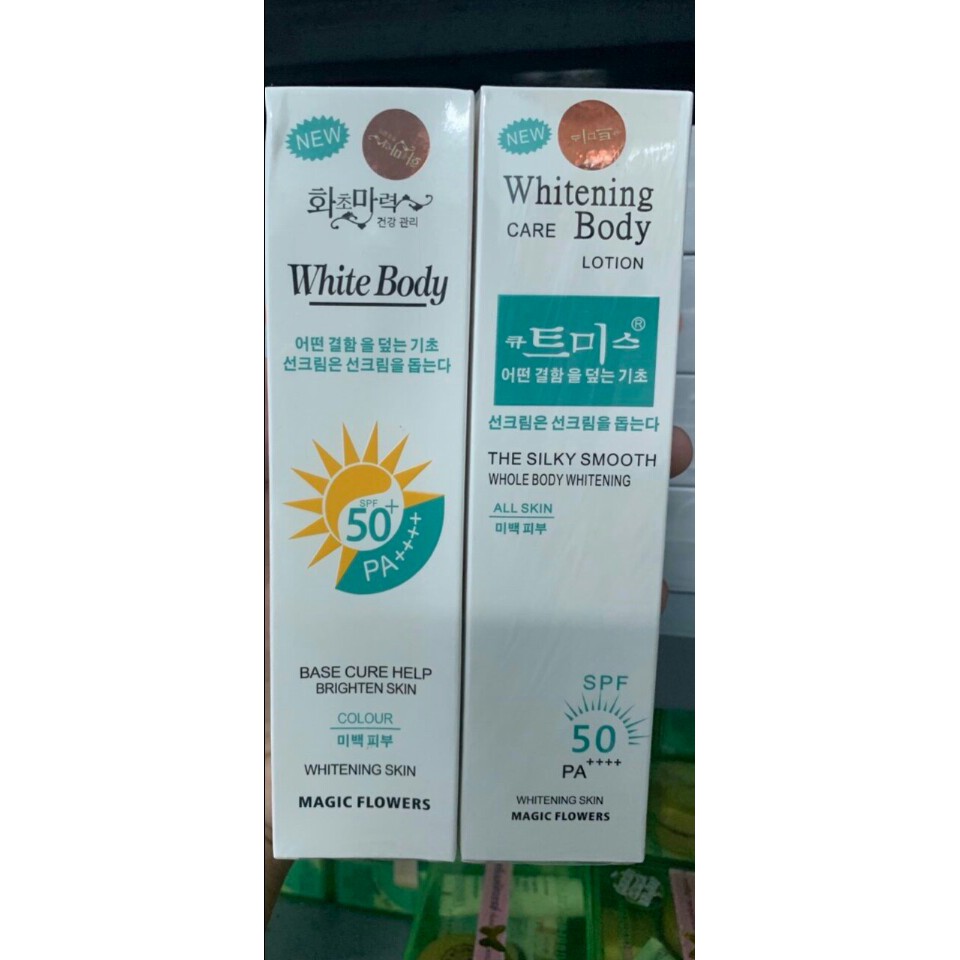 NEW
화초마력
건강 관리
White Body
어떤 결함 을 덮는 기초
선크림은 선크림을 돕는다
SPF
50+
PA++++
BASE CURE HELP
BRIGHTEN SKIN
COLOUR
미백 피부
WHITENING SKIN
MAGIC FLOWERS
NEW
Whitening
CARE Body
LOTION
큐트미스®
어떤 결함 을 덮는 기초
선크림은 선크림을 돕는다
THE SILKY SMOOTH
WHOLE BODY WHITENING
ALL SKIN
미백 피부
SPF
50
PA++++
WHITENING SKIN
MAGIC FLOWERS